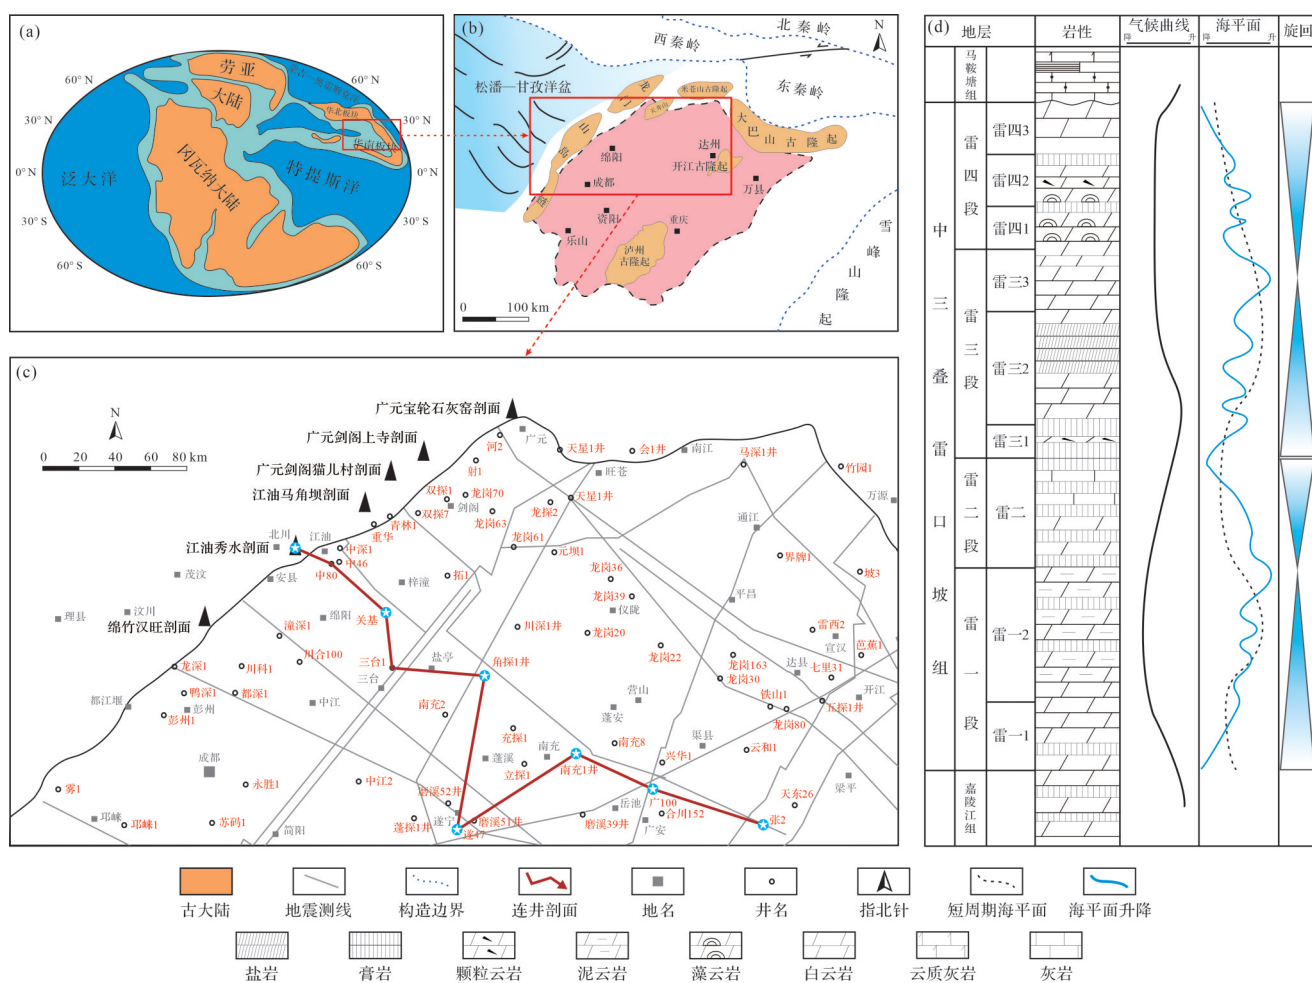 (a)
劳亚
大陆
冈瓦纳大陆
泛大洋
特提斯洋
华北板块
华南板块
60° N
60° N
30° N
30° N
0° N
0° N
30° S
30° S
60° S
60° S
(b)
N
北秦岭
西秦岭
东秦岭
松潘—甘孜洋盆
龙门山岛链
米苍山古隆起
天井山
大巴山古隆起
绵阳
达州
开江古隆起
成都
万县
资阳
重庆
乐山
泸州
古隆起
雪峰山隆起
0 100 km
(c)
N
0 20 40 60 80 km
广元宝轮石灰窑剖面
广元剑阁上寺剖面
广元剑阁猫儿村剖面
江油马角坝剖面
江油秀水剖面
绵竹汉旺剖面
河2
广元
天星1井
会1井
南江
马深1井
竹园1
射1
旺苍
万源
双探1
龙岗70
剑阁
双探7
龙岗63
龙探2
天星1井
青林1
重华
通江
北川
江油
中深1
中46
中80
龙岗61
元坝1
界牌1
茂汶
安县
梓潼
拓1
龙岗36
坡3
理县
汶川
绵阳
关基
龙岗39
仪陇
平昌
潼深1
川深1井
龙岗20
雷西2
宣汉
芭蕉1
龙深1
川科1
川合100
三台1
三台
盐亭
角探1井
龙岗22
龙岗163
龙岗30
达县
七里31
都江堰
鸭深1
彭州
彭州1
都深1
中江
南充2
营山
蓬安
铁山1
龙岗80
五探1井
开江
成都
充探1
蓬溪
南充
南充8
渠县
兴华1
云和1
雾1
永胜1
中江2
立探1
南充1井
梁平
邛崃
邛崃1
苏码1
简阳
磨溪52井
蓬探1井
遂宁
遂47
磨溪51井
磨溪39井
岳池
广100
广安
合川152
张2
天东26
(d)
地层
岩性
气候曲线
降 升
海平面
降 升
旋回
马鞍塘组
中三叠
雷口坡组
雷四段
雷四3
雷四2
雷四1
雷三段
雷三3
雷三2
雷三1
雷二段
雷二
雷一段
雷一2
雷一1
嘉陵江组
古大陆
地震测线
构造边界
连井剖面
地名
井名
指北针
短周期海平面
海平面升降
盐岩
膏岩
颗粒云岩
泥云岩
藻云岩
白云岩
云质灰岩
灰岩